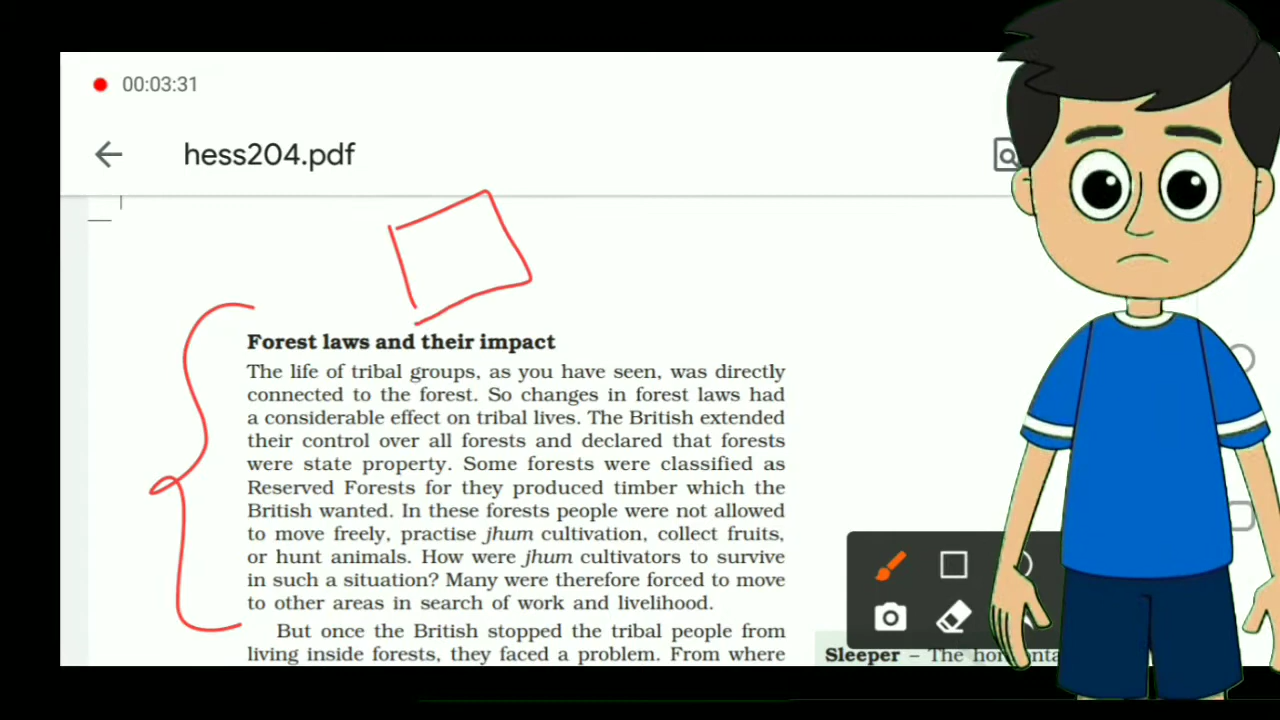 00:03:31
hess204.pdf
Forest laws and their impact
The life of tribal groups, as you have seen, was directly
connected to the forest. So changes in forest laws had
a considerable effect on tribal lives. The British extended
their control over all forests and declared that forests
were state property. Some forests were classified as
Reserved Forests for they produced timber which the
British wanted. In these forests people were not allowed
to move freely, practise jhum cultivation, collect fruits,
or hunt animals. How were jhum cultivators to survive
in such a situation? Many were therefore forced to move
to other areas in search of work and livelihood.
But once the British stopped the tribal people from
living inside forests, they faced a problem. From where
Sleeper – The